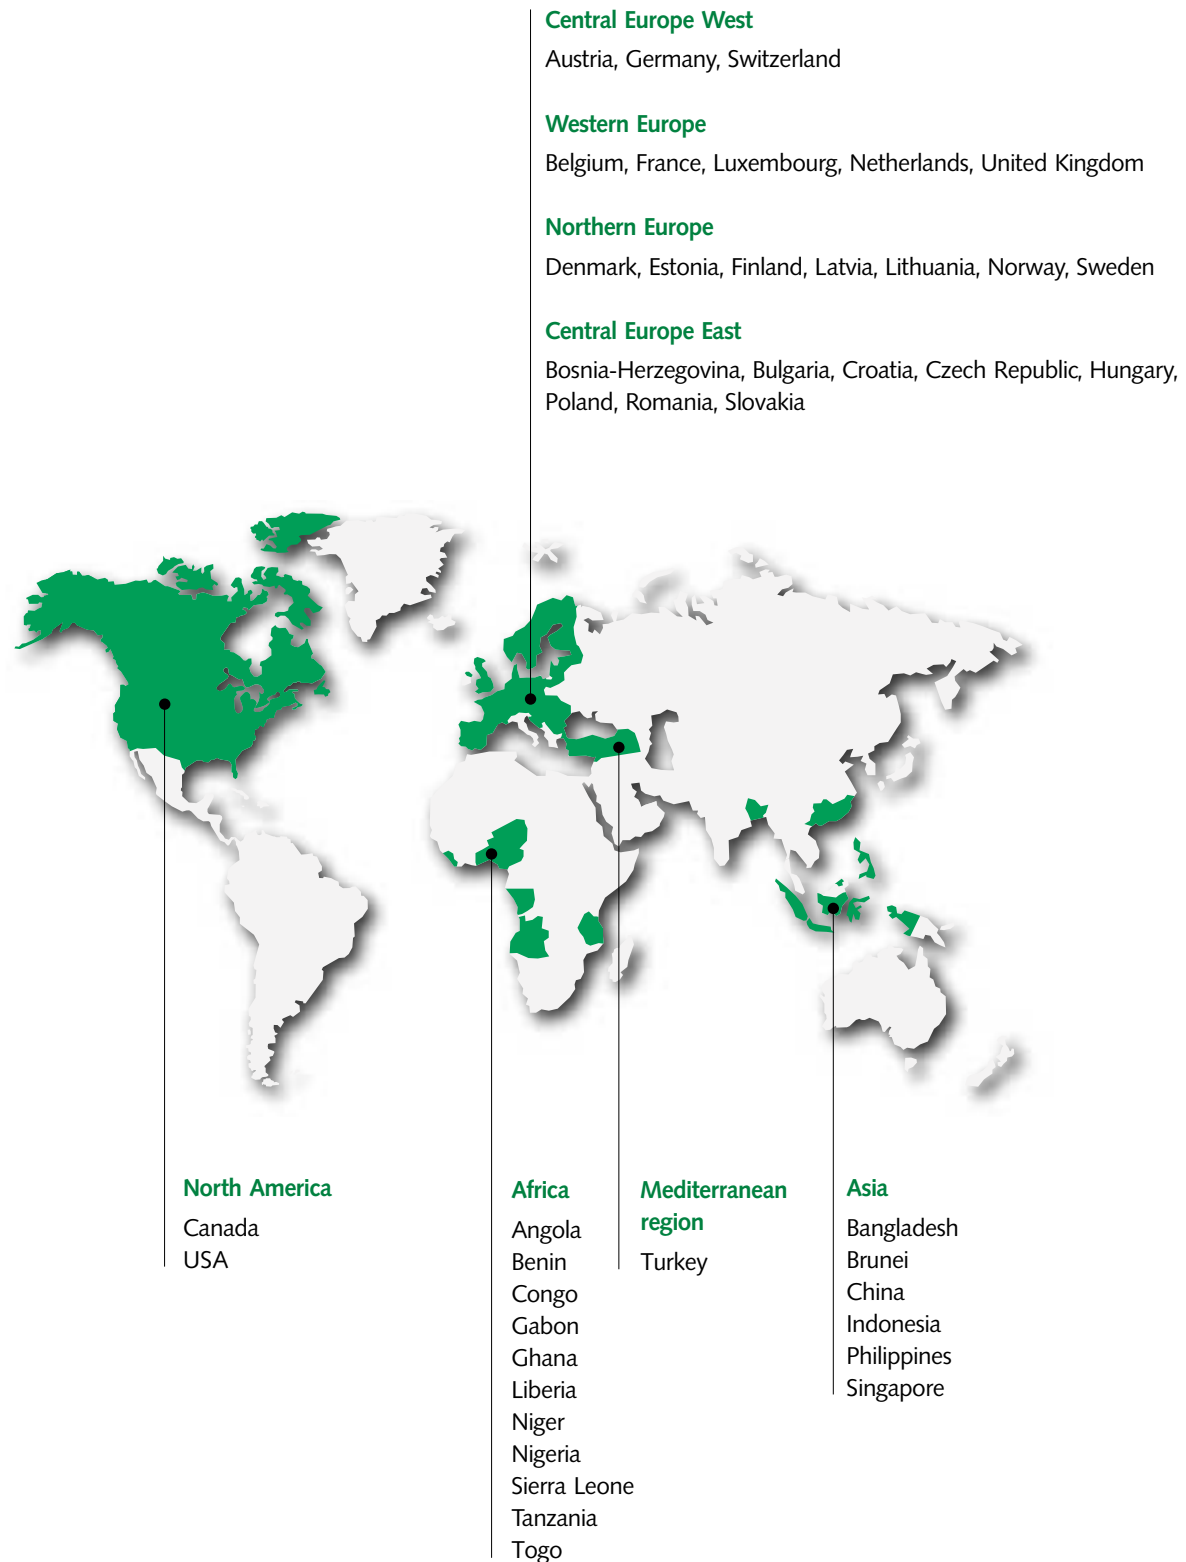 Central Europe West
Austria, Germany, Switzerland
Western Europe
Belgium, France, Luxembourg, Netherlands, United Kingdom
Northern Europe
Denmark, Estonia, Finland, Latvia, Lithuania, Norway, Sweden
Central Europe East
Bosnia-Herzegovina, Bulgaria, Croatia, Czech Republic, Hungary,
Poland, Romania, Slovakia
North America
Canada
USA
Africa
Angola
Benin
Congo
Gabon
Ghana
Liberia
Niger
Nigeria
Sierra Leone
Tanzania
Togo
Mediterranean
region
Turkey
Asia
Bangladesh
Brunei
China
Indonesia
Philippines
Singapore